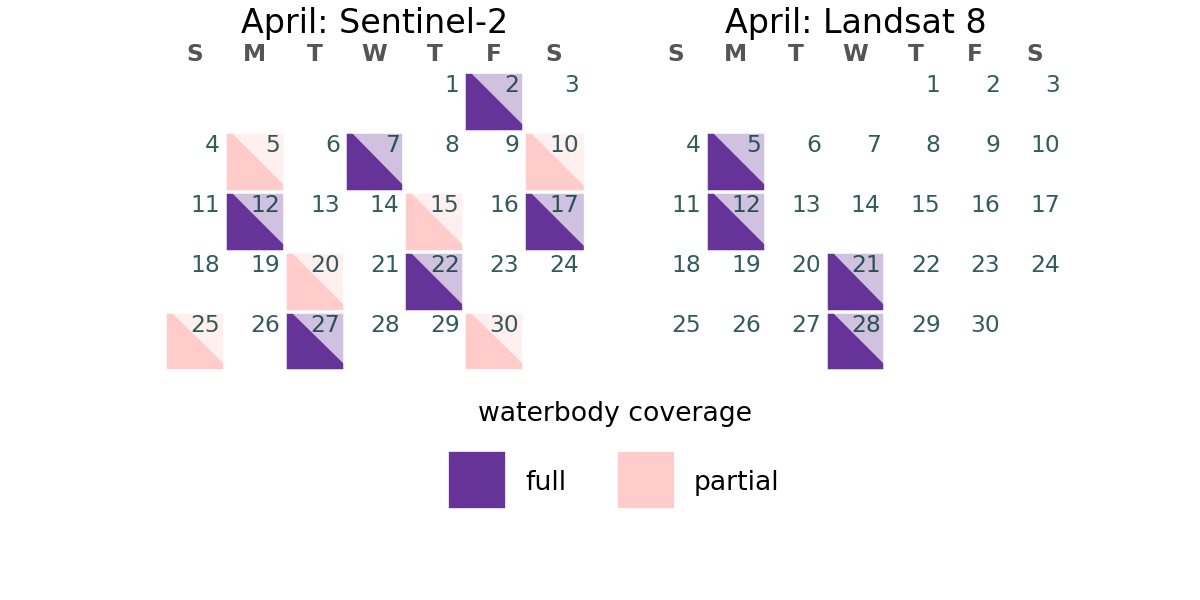 April: Sentinel-2
S M T W T F S
1 2 3
4 5 6 7 8 9 10
11 12 13 14 15 16 17
18 19 20 21 22 23 24
25 26 27 28 29 30
April: Landsat 8
S M T W T F S
1 2 3
4 5 6 7 8 9 10
11 12 13 14 15 16 17
18 19 20 21 22 23 24
25 26 27 28 29 30
waterbody coverage
full
partial